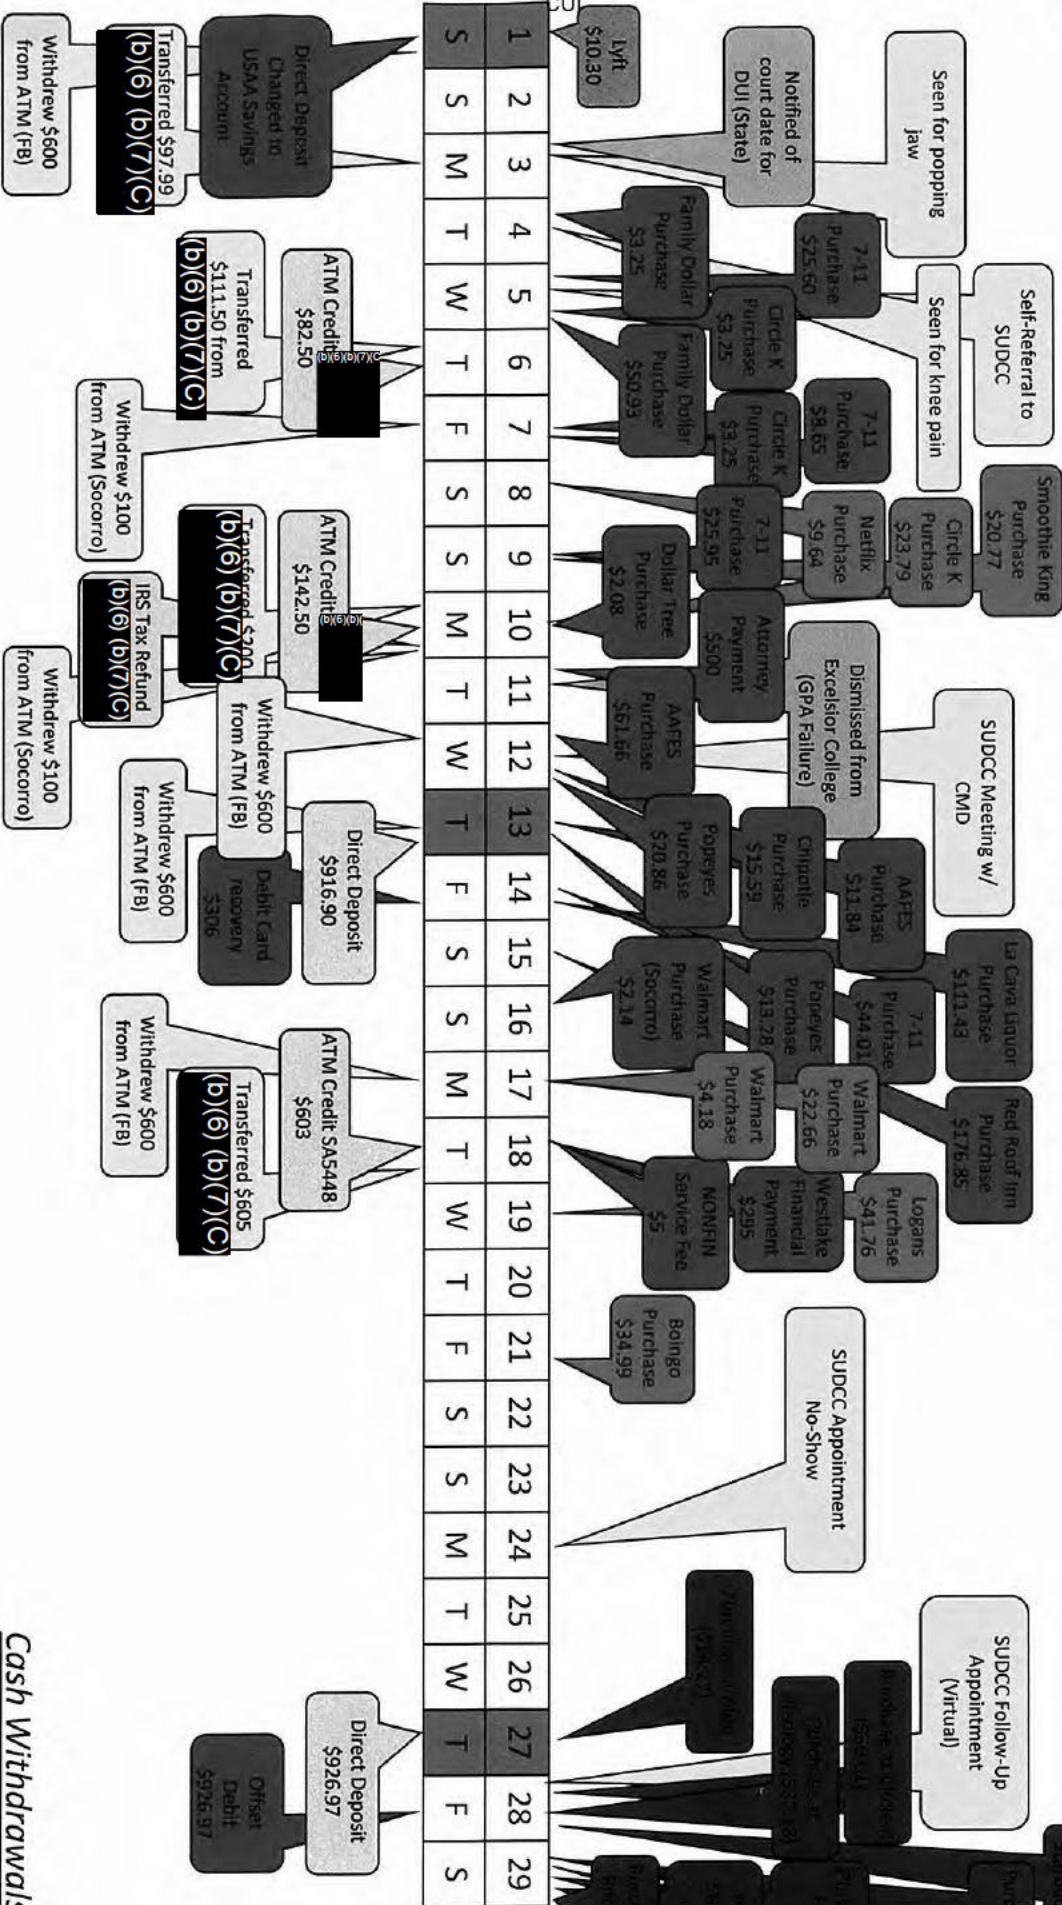 Lyft
$10.30
Notified of
court date for
DUI (State)
Seen for popping
jaw
Family Dollar
Purchase
$3.25
7-11
Purchase
$25.60
Self-Referral to
SUDCC
Seen for knee pain
Circle K
Purchase
$3.25
Family Dollar
Purchase
$50.93
Circle K
Purchase
$3.25
7-11
Purchase
$8.65
Smoothie King
Purchase
$20.77
Circle K
Purchase
$23.79
Netflix
Purchase
$9.64
7-11
Purchase
$25.95
Dollar Tree
Purchase
$2.08
Attorney
Payment
$500
Dismissed from
Excelsior College
(GPA Failure)
AAFES
Purchase
$61.66
SUDCC Meeting w/
CMD
Popeyes
Purchase
$20.86
Chipotle
Purchase
$15.59
AAFES
Purchase
$11.84
La Cava Liquor
Purchase
$111.43
7-11
Purchase
$44.01
Popeyes
Purchase
$13.28
Walmart
Purchase
(Socorro)
$2.14
Red Roof Inn
Purchase
$176.85
Walmart
Purchase
$22.66
Walmart
Purchase
$4.18
Logans
Purchase
$41.76
Westlake
Financial
Payment
$295
NONFIN
Service Fee
$5
Boingo
Purchase
$34.99
SUDCC Appointment
No-Show
SUDCC Follow-Up
Appointment
(Virtual)
1 2 3 4 5 6 7 8 9 10 11 12 13 14 15 16 17 18 19 20 21 22 23 24 25 26 27 28 29
S S M T W T F S S M T W T F S S M T W T F S S M T W T F S
Direct Deposit
Changed to
USAA Savings
Account
Transferred $97.99
(b)(6) (b)(7)(C)
Withdrew $600
from ATM (FB)
ATM Credit
$82.50
(b)(6)(b)(7)(C
Transferred
$111.50 from
(b)(6) (b)(7)(C)
Withdrew $100
from ATM (Socorro)
ATM Credit
$142.50
(b)(6)(b)(
Transferred $200
(b)(6) (b)(7)(C)
IRS Tax Refund
(b)(6) (b)(7)(C)
Withdrew $100
from ATM (Socorro)
Withdrew $600
from ATM (FB)
Withdrew $600
from ATM (FB)
Direct Deposit
$916.90
Debit Card
recovery
$306
Withdrew $600
from ATM (FB)
ATM Credit SA5448
$603
Transferred $605
(b)(6) (b)(7)(C)
Direct Deposit
$926.97
Offset
Debit
$926.97
Cash Withdrawals